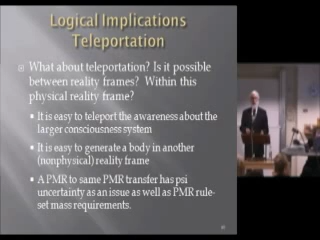 Logical Implications
Teleportation
What about teleportation? Is it possible
between reality frames? Within this
physical reality frame?
• It is easy to teleport the awareness about the
larger consciousness system
• It is easy to generate a body in another
(nonphysical) reality frame
• A PMR to same PMR transfer has psi
uncertainty as an issue as well as PMR rule-
set mass requirements.